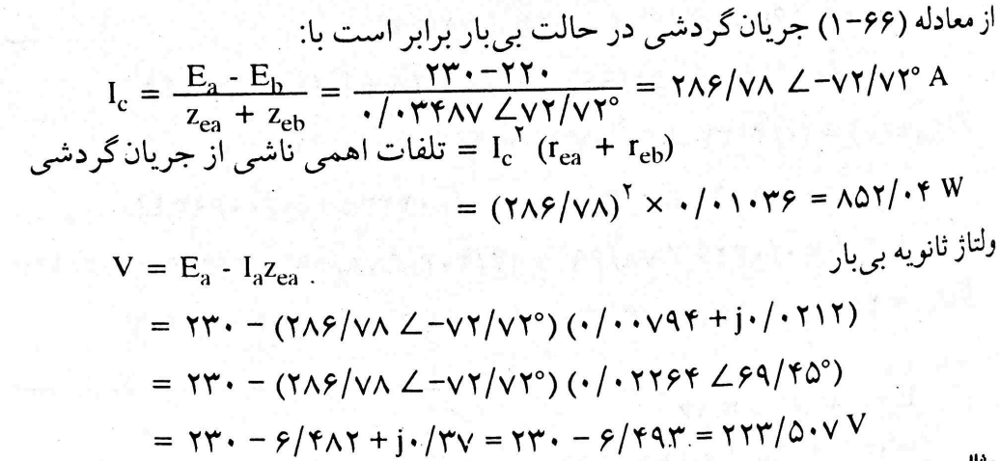 از معادله (۶۶-۱) جریان گردشی در حالت بی‌بار برابر است با:
I_c = (E_a - E_b) / (z_ea + z_eb) = (۲۳۰-۲۲۰) / (۰/۰۳۴۸۷ ∠۷۲/۷۲°) = ۲۸۶/۷۸ ∠-۷۲/۷۲° A
تلفات اهمی ناشی از جریان گردشی = I_c^۲ (r_ea + r_eb)
= (۲۸۶/۷۸)^۲ × ۰/۰۱۰۳۶ = ۸۵۲/۰۴ W
ولتاژ ثانویه بی‌بار
V = E_a - I_a z_ea
= ۲۳۰ - (۲۸۶/۷۸ ∠-۷۲/۷۲°) (۰/۰۰۷۹۴ + j۰/۰۲۱۲)
= ۲۳۰ - (۲۸۶/۷۸ ∠-۷۲/۷۲°) (۰/۰۲۲۶۴ ∠۶۹/۴۵°)
= ۲۳۰ - ۶/۴۸۲ + j۰/۳۷ = ۲۳۰ - ۶/۴۹۳ = ۲۲۳/۵۰۷ V